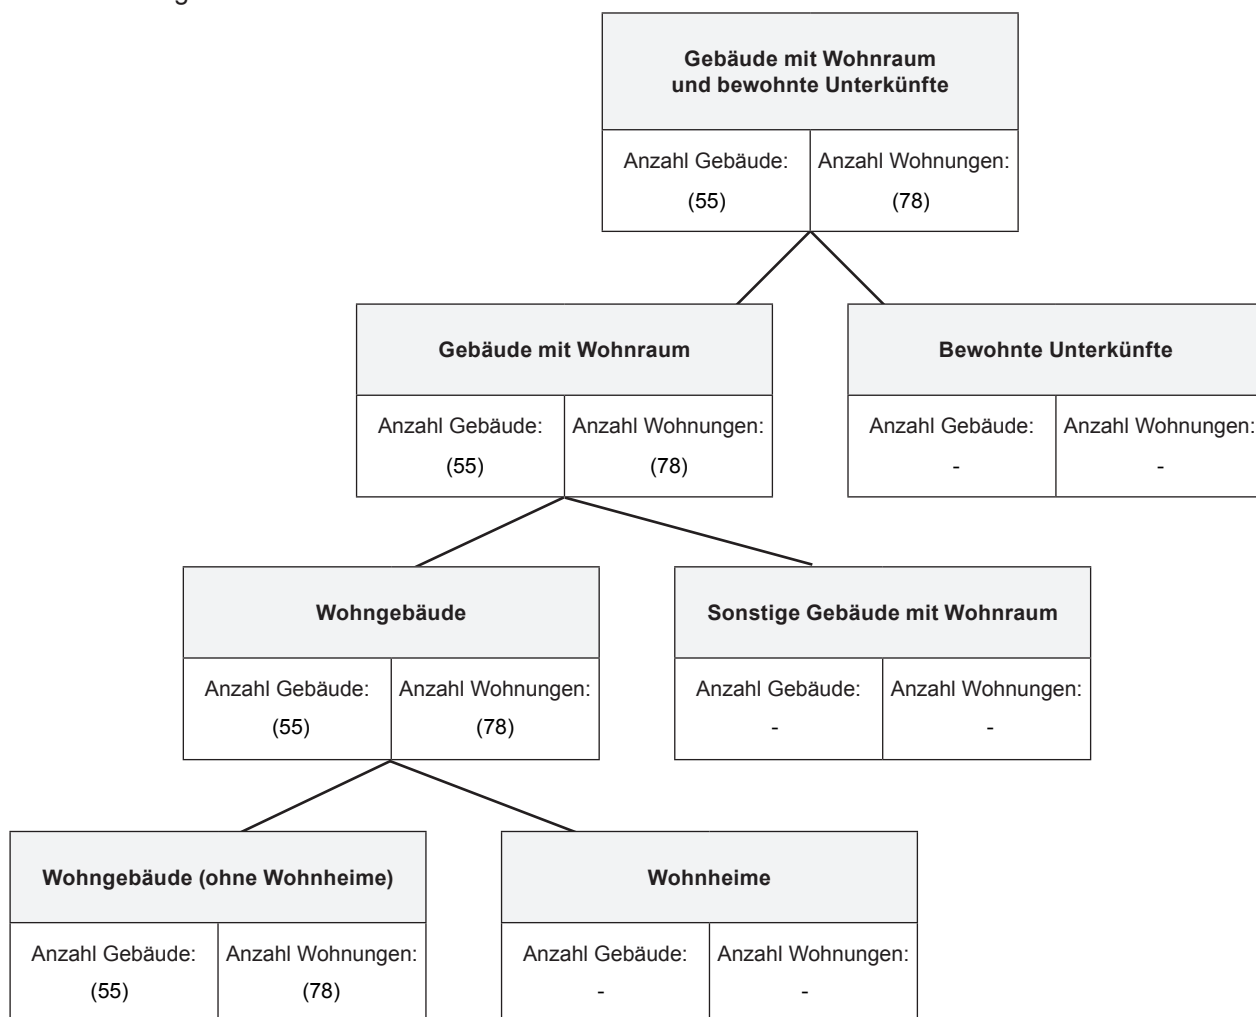 Gebäude mit Wohnraum
und bewohnte Unterkünfte
Anzahl Gebäude: Anzahl Wohnungen:
(55) (78)
Gebäude mit Wohnraum
Anzahl Gebäude: Anzahl Wohnungen:
(55) (78)
Bewohnte Unterkünfte
Anzahl Gebäude: Anzahl Wohnungen:
- -
Wohngebäude
Anzahl Gebäude: Anzahl Wohnungen:
(55) (78)
Sonstige Gebäude mit Wohnraum
Anzahl Gebäude: Anzahl Wohnungen:
- -
Wohngebäude (ohne Wohnheime)
Anzahl Gebäude: Anzahl Wohnungen:
(55) (78)
Wohnheime
Anzahl Gebäude: Anzahl Wohnungen:
- -